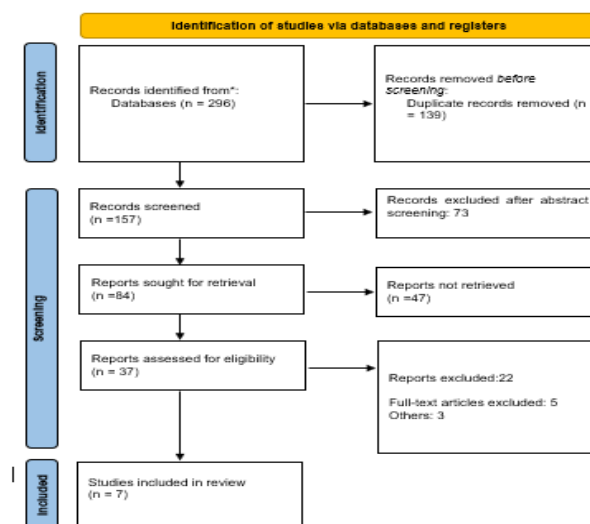 Identification of studies via databases and registers
Identification
Records identified from*:
Databases (n = 296)
Records removed before
screening:
Duplicate records removed (n
= 139)
Screening
Records screened
(n =157)
Records excluded after abstract
screening: 73
Reports sought for retrieval
(n =84)
Reports not retrieved
(n =47)
Reports assessed for eligibility
(n = 37)
Reports excluded:22
Full-text articles excluded: 5
Others: 3
Included
Studies included in review
(n = 7)